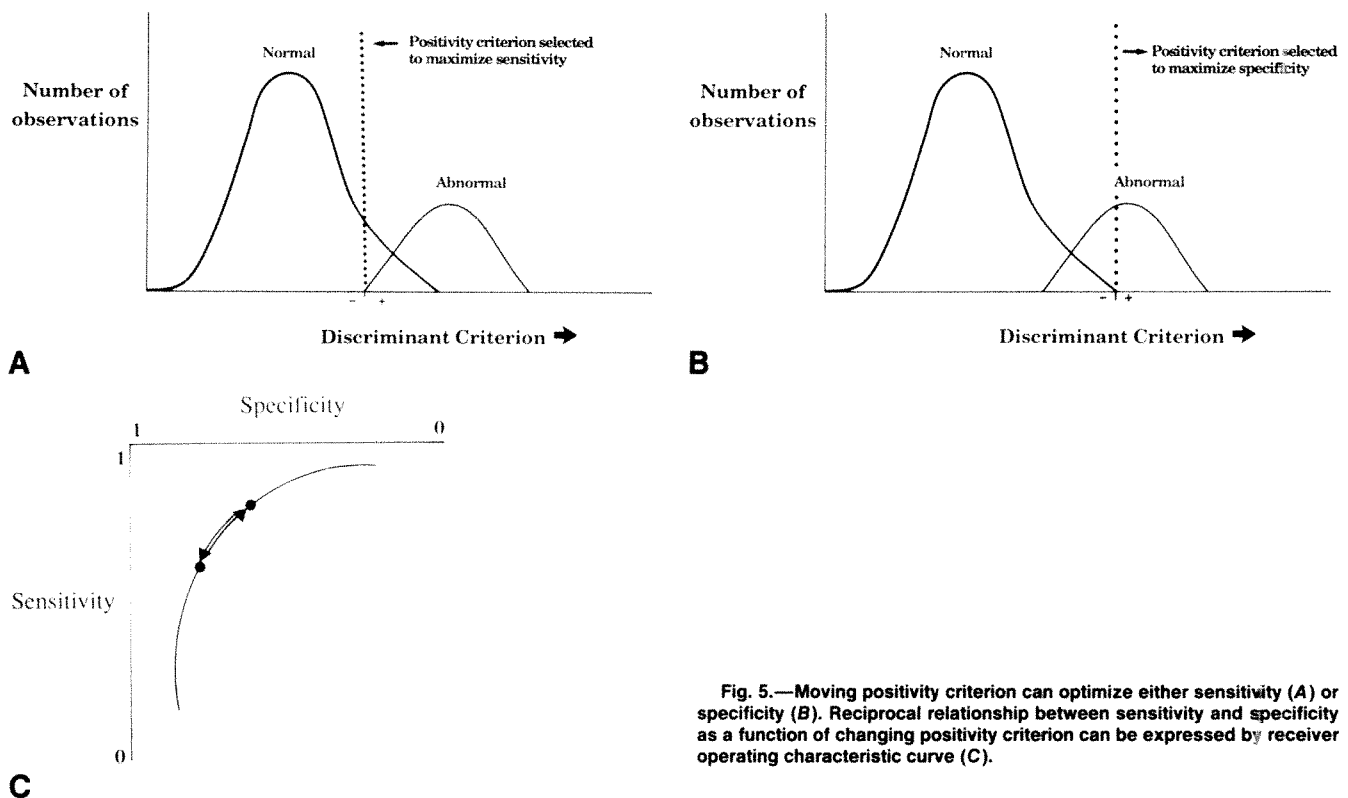 Normal
Positivity criterion selected
to maximize sensitivity
Number of
observations
Abnormal
- +
Discriminant Criterion
A
Normal
Positivity criterion selected
to maximize specificity
Number of
observations
Abnormal
- +
Discriminant Criterion
B
Specificity
1 0
1
Sensitivity
0
C
Fig. 5.—Moving positivity criterion can optimize either sensitivity (A) or
specificity (B). Reciprocal relationship between sensitivity and specificity
as a function of changing positivity criterion can be expressed by receiver
operating characteristic curve (C).